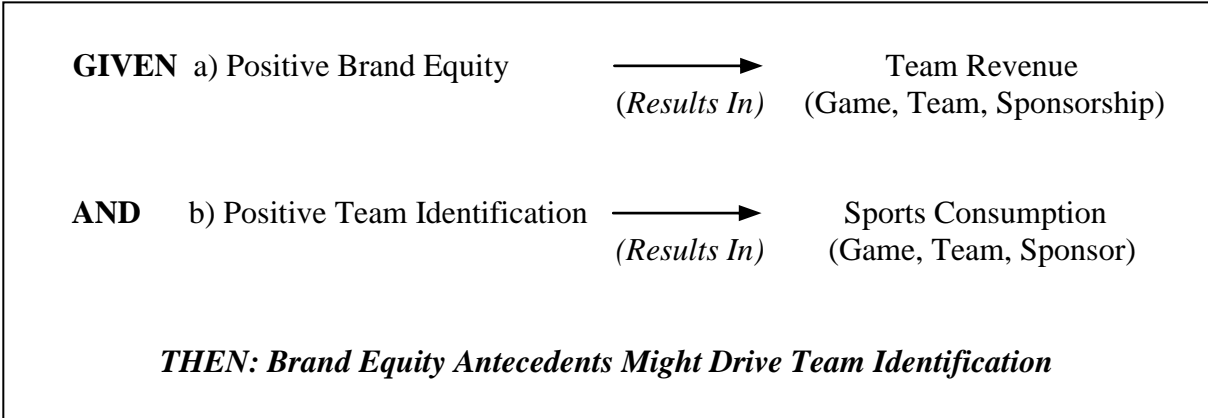 GIVEN a) Positive Brand Equity Team Revenue
(Results In) (Game, Team, Sponsorship)
AND b) Positive Team Identification Sports Consumption
(Results In) (Game, Team, Sponsor)
THEN: Brand Equity Antecedents Might Drive Team Identification